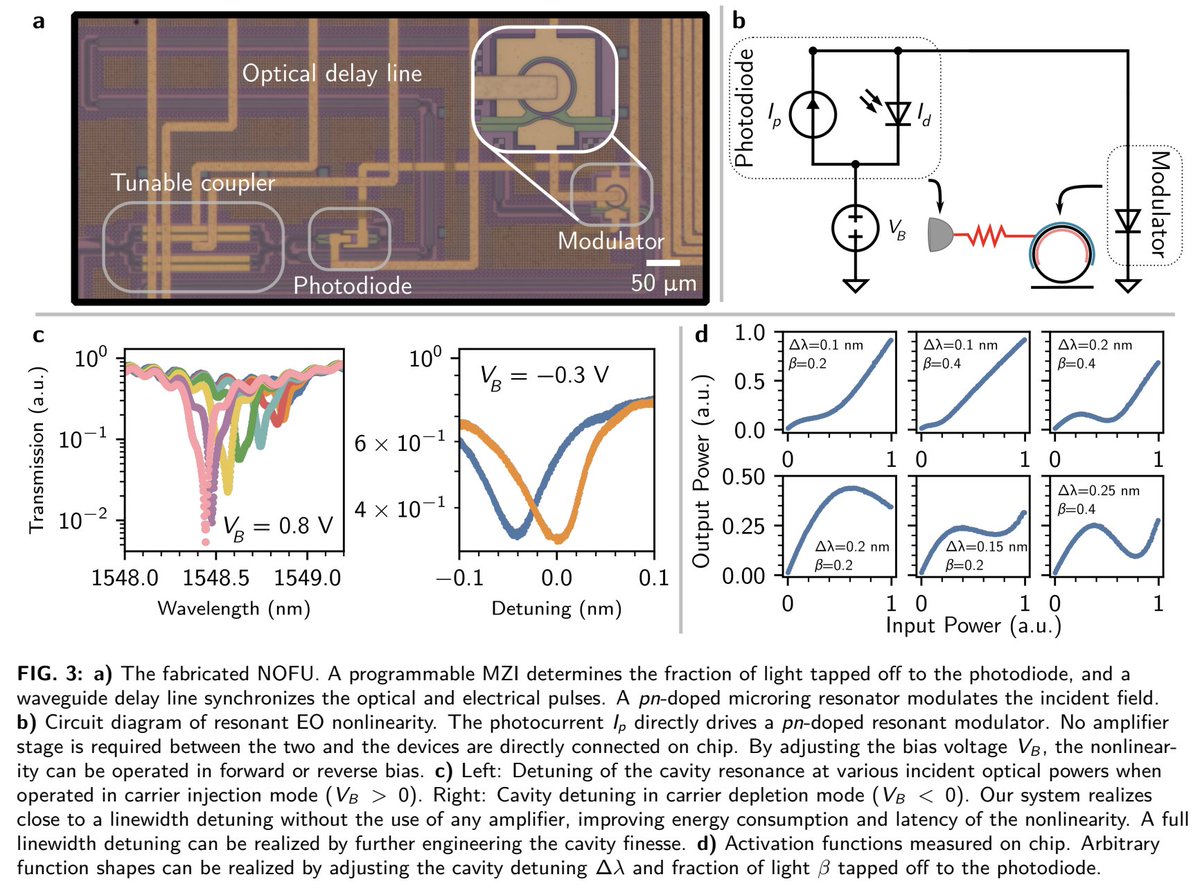 a
Optical delay line
Tunable coupler
Photodiode
Modulator
50 μm
b
Photodiode
I_p
I_d
V_B
Modulator
c
Transmission (a.u.)
10^0
10^-1
10^-2
V_B = 0.8 V
1548.0 1548.5 1549.0
Wavelength (nm)
10^0
6 × 10^-1
4 × 10^-1
V_B = −0.3 V
−0.1 0.0 0.1
Detuning (nm)
d
Output Power (a.u.)
1.0
0.5
0.0
Δλ=0.1 nm
β=0.2
0 1
Δλ=0.1 nm
β=0.4
0 1
Δλ=0.2 nm
β=0.4
0 1
0.50
0.25
0.00
Δλ=0.2 nm
β=0.2
0 1
Δλ=0.15 nm
β=0.2
0 1
Δλ=0.25 nm
β=0.4
0 1
Input Power (a.u.)
FIG. 3: a) The fabricated NOFU. A programmable MZI determines the fraction of light tapped off to the photodiode, and a
waveguide delay line synchronizes the optical and electrical pulses. A pn-doped microring resonator modulates the incident field.
b) Circuit diagram of resonant EO nonlinearity. The photocurrent I_p directly drives a pn-doped resonant modulator. No amplifier
stage is required between the two and the devices are directly connected on chip. By adjusting the bias voltage V_B, the nonlinear-
ity can be operated in forward or reverse bias. c) Left: Detuning of the cavity resonance at various incident optical powers when
operated in carrier injection mode (V_B > 0). Right: Cavity detuning in carrier depletion mode (V_B < 0). Our system realizes
close to a linewidth detuning without the use of any amplifier, improving energy consumption and latency of the nonlinearity. A full
linewidth detuning can be realized by further engineering the cavity finesse. d) Activation functions measured on chip. Arbitrary
function shapes can be realized by adjusting the cavity detuning Δλ and fraction of light β tapped off to the photodiode.